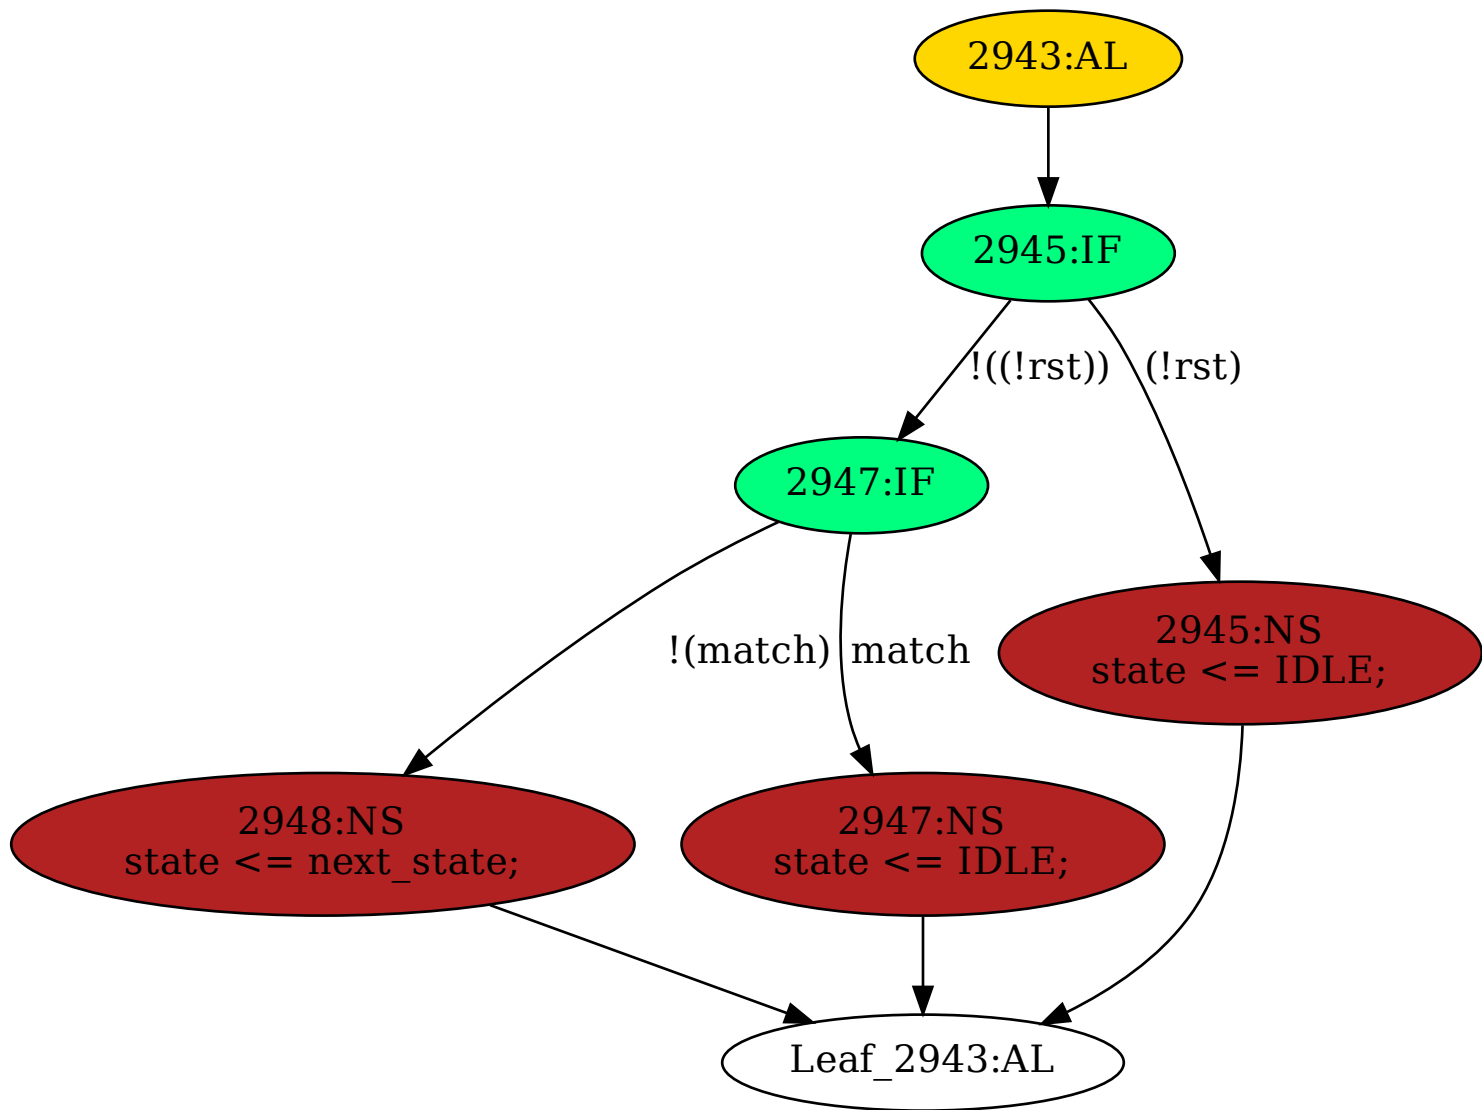 2943:AL
2945:IF
!((!rst))
(!rst)
2947:IF
!(match)
match
2945:NS
state <= IDLE;
2948:NS
state <= next_state;
2947:NS
state <= IDLE;
Leaf_2943:AL